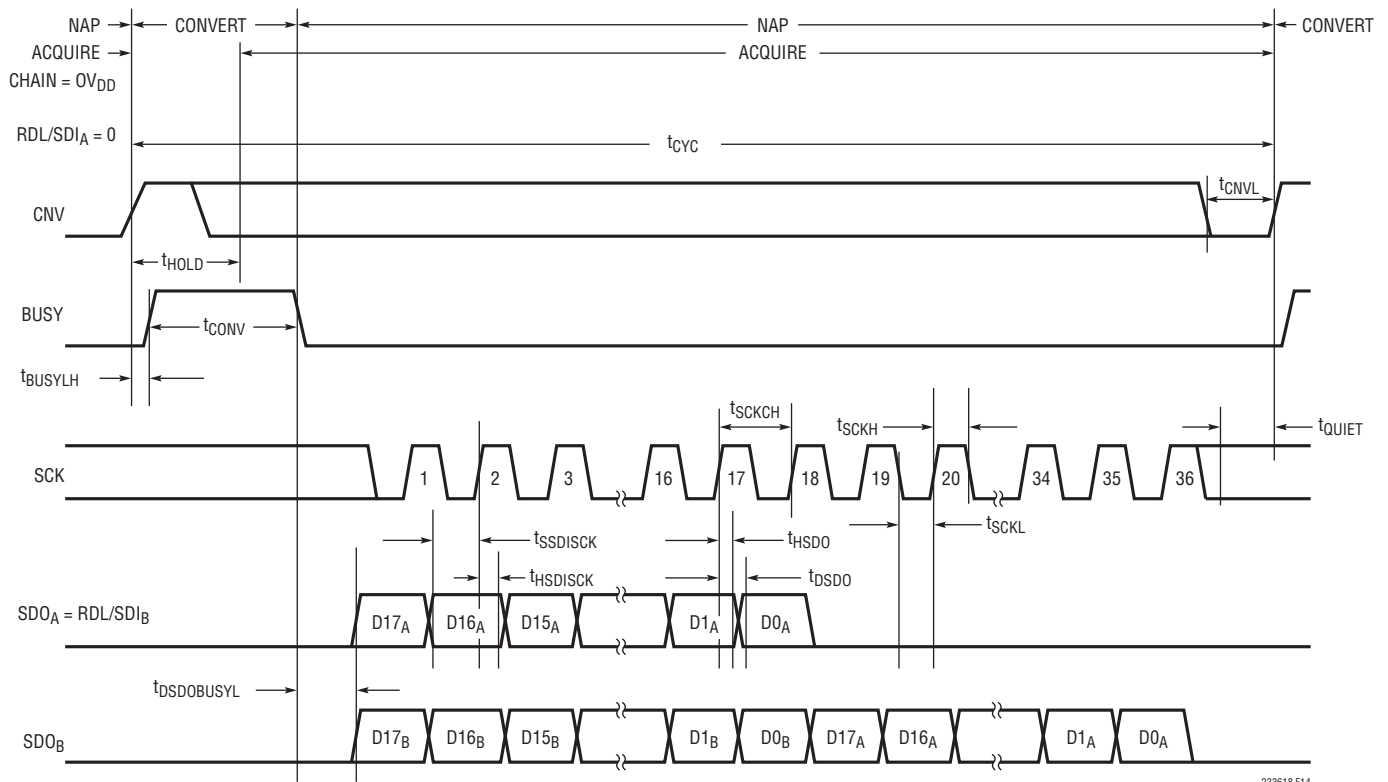 NAP CONVERT NAP CONVERT
ACQUIRE ACQUIRE
CHAIN = OVDD
RDL/SDIA = 0
tCYC
tCNVL
CNV
tHOLD
BUSY
tCONV
tBUSYLH
tSCKCH
tSCKH
tQUIET
SCK 1 2 3 16 17 18 19 20 34 35 36
tSSDISCK tHSDO tSCKL
tHSDISCK tDSDO
SDOA = RDL/SDIB D17A D16A D15A D1A D0A
tDSDOBUSYL
SDOB D17B D16B D15B D1B D0B D17A D16A D1A D0A
233618 F14